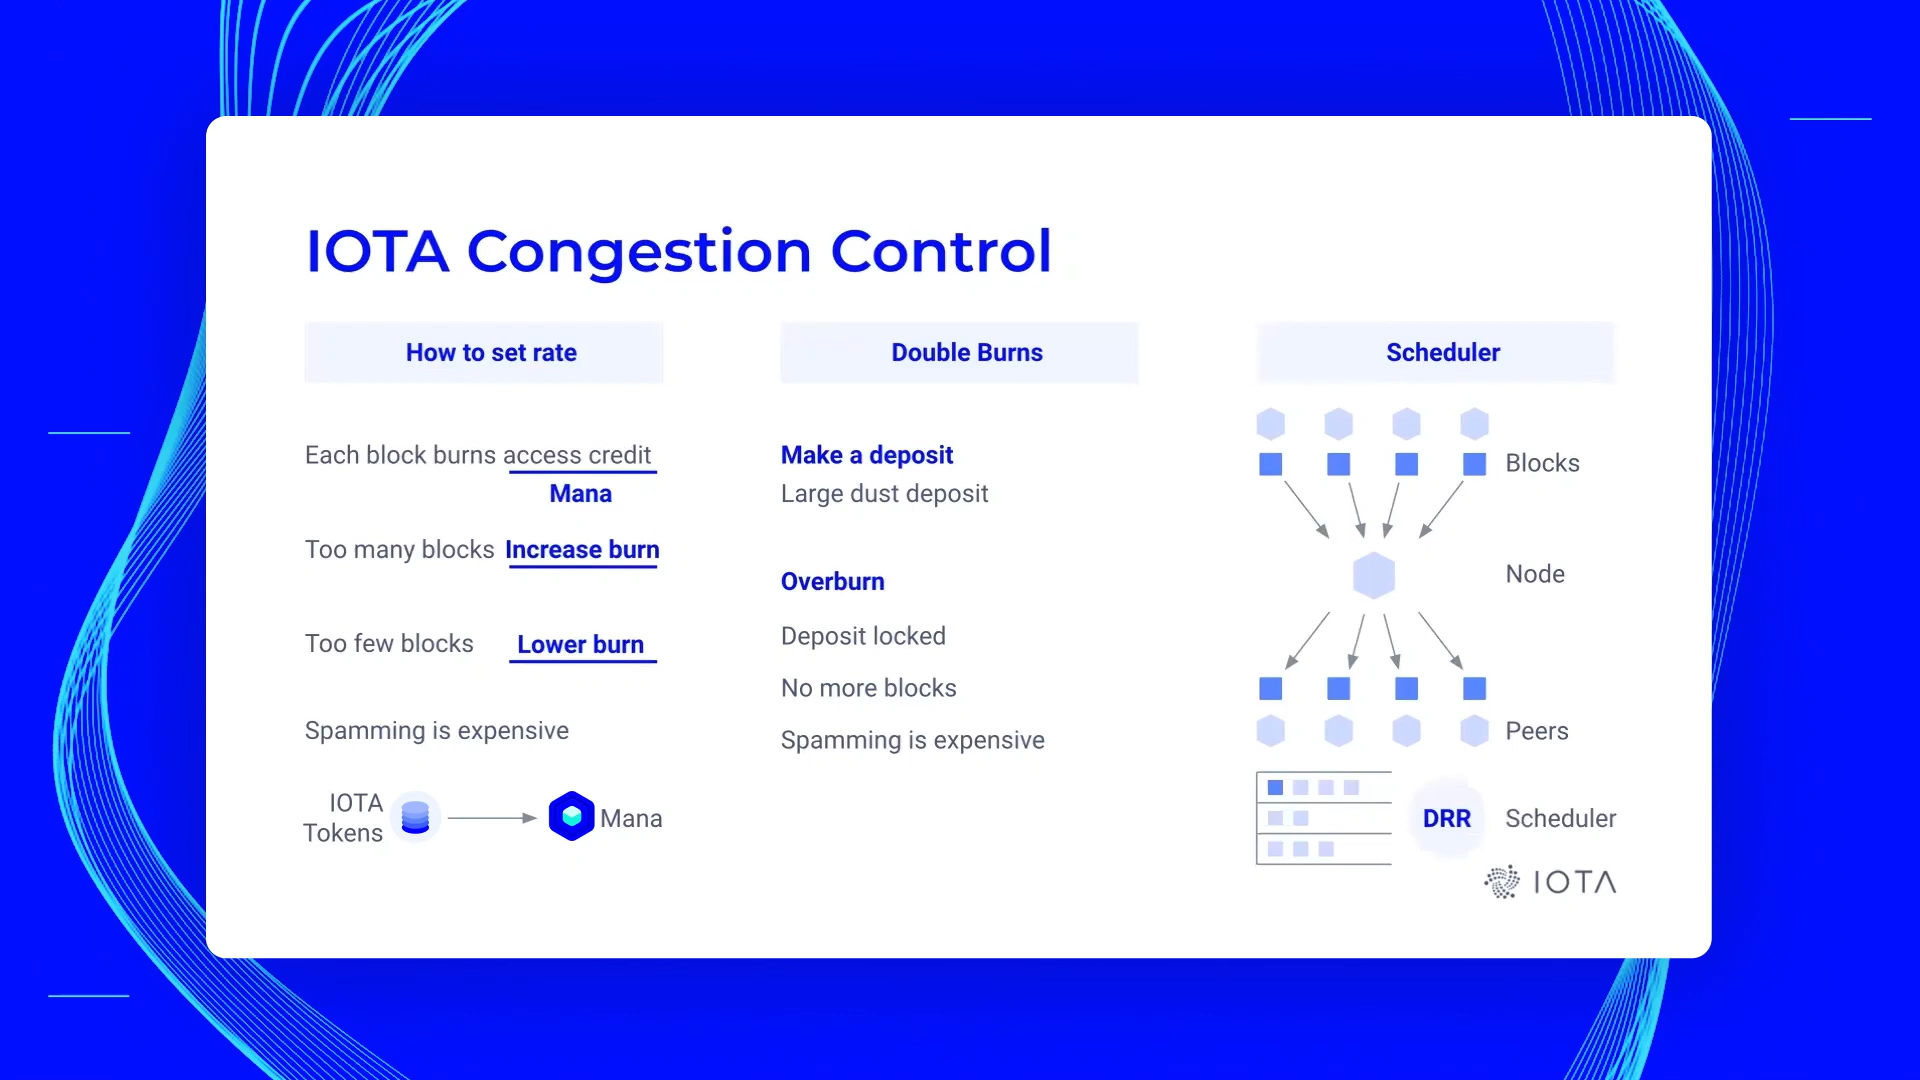 IOTA Congestion Control
How to set rate
Each block burns access credit
Mana
Too many blocks Increase burn
Too few blocks Lower burn
Spamming is expensive
IOTA
Tokens
Mana
Double Burns
Make a deposit
Large dust deposit
Overburn
Deposit locked
No more blocks
Spamming is expensive
Scheduler
Blocks
Node
Peers
DRR Scheduler
IOTA